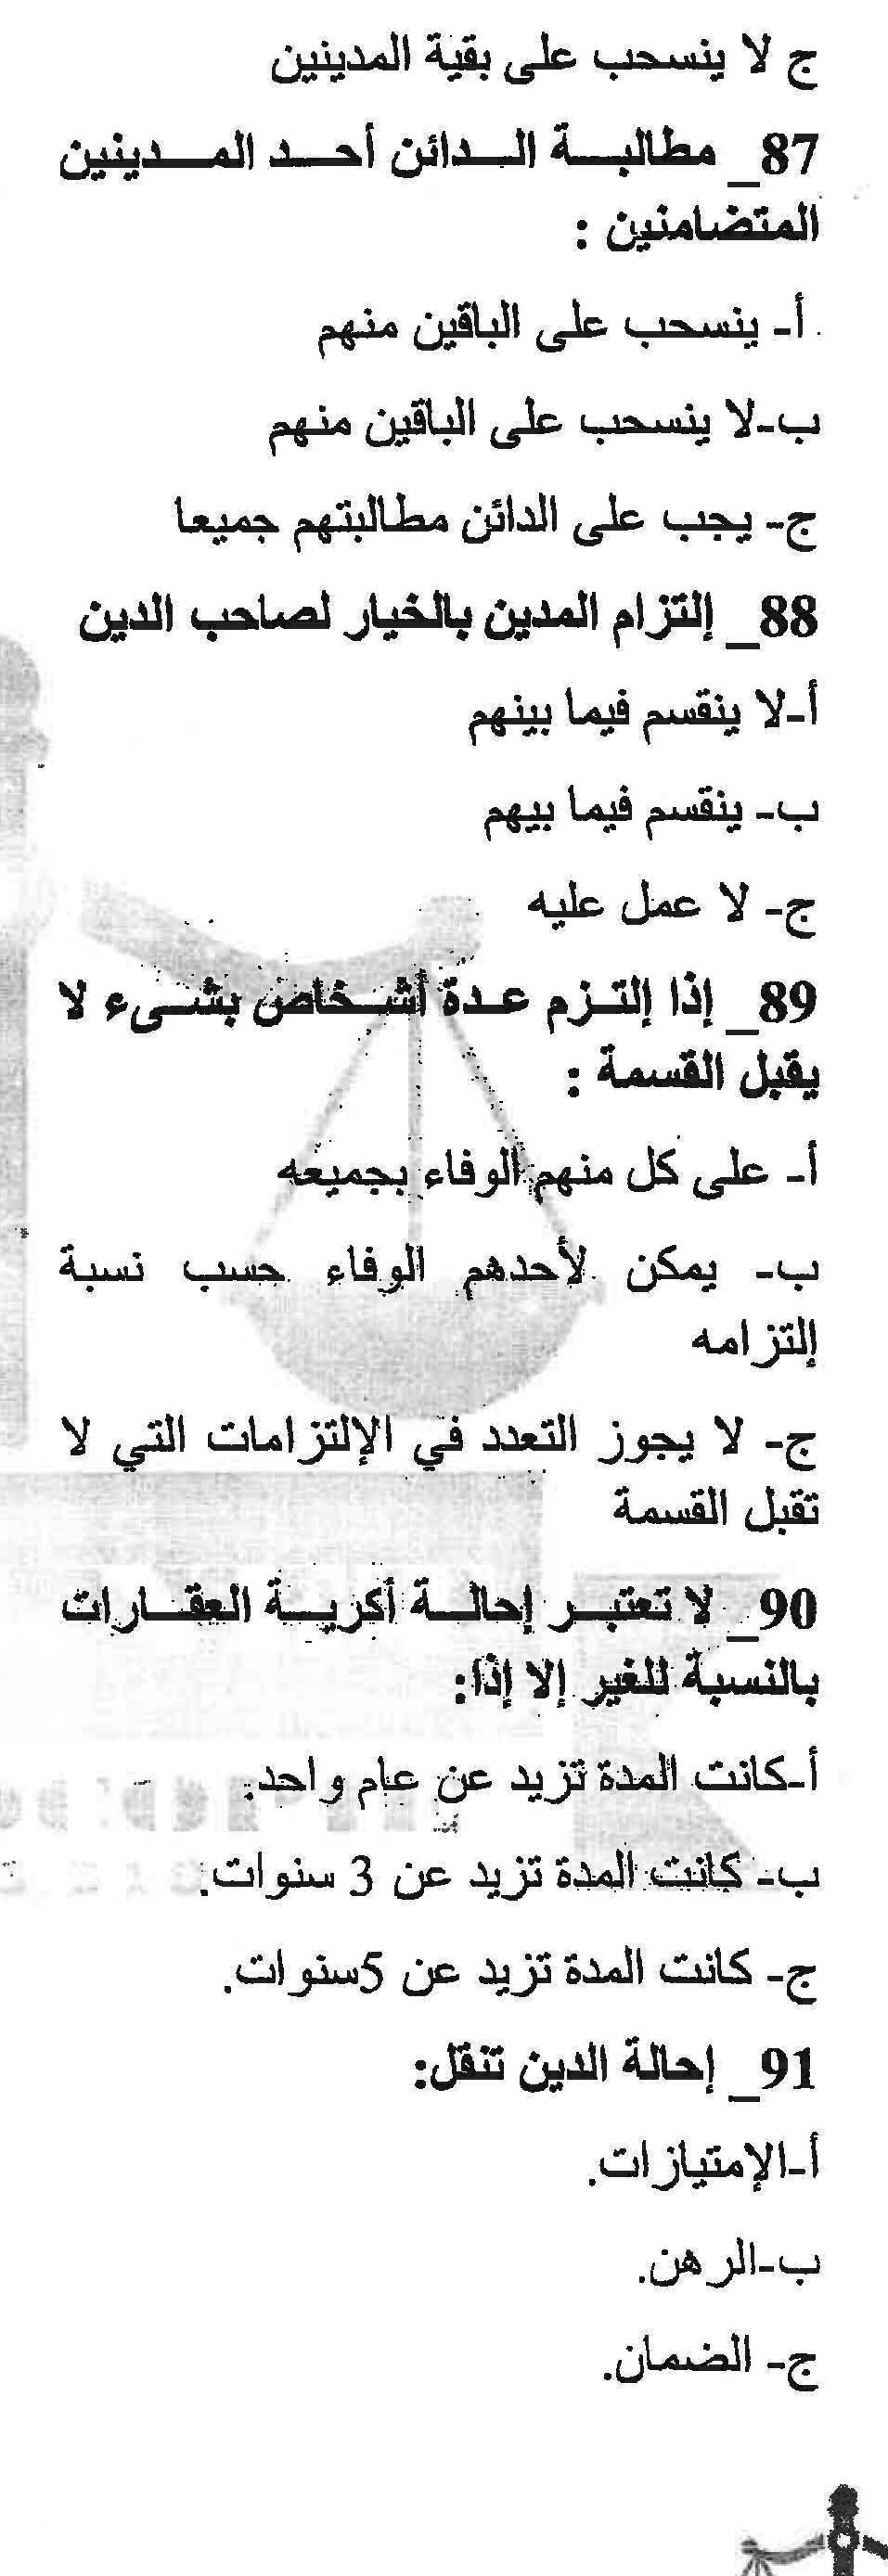 ج لا ينسحب على بقية المدينين
87_ مطالبة الدائن أحد المدينين
المتضامنين :
أ- ينسحب على الباقين منهم
ب-لا ينسحب على الباقين منهم
ج- يجب على الدائن مطالبتهم جميعا
88_ إلتزام المدين بالخيار لصاحب الدين
أ-لا ينقسم فيما بينهم
ب- ينقسم فيما بيهم
ج- لا عمل عليه
89_ إذا إلتزم عدة أشخاص بشىء لا
يقبل القسمة :
أ- على كل منهم الوفاء بجميعه
ب- يمكن لأحدهم الوفاء حسب نسبة
إلتزامه
ج- لا يجوز التعدد في الإلتزامات التي لا
تقبل القسمة
90_ لا تعتبر إحالة أكرية العقارات
بالنسبة للغير إلا إذا:
أ-كانت المدة تزيد عن عام واحد.
ب- كانت المدة تزيد عن 3 سنوات.
ج- كانت المدة تزيد عن 5سنوات.
91_ إحالة الدين تنقل:
أ-الإمتيازات.
ب-الرهن.
ج- الضمان.